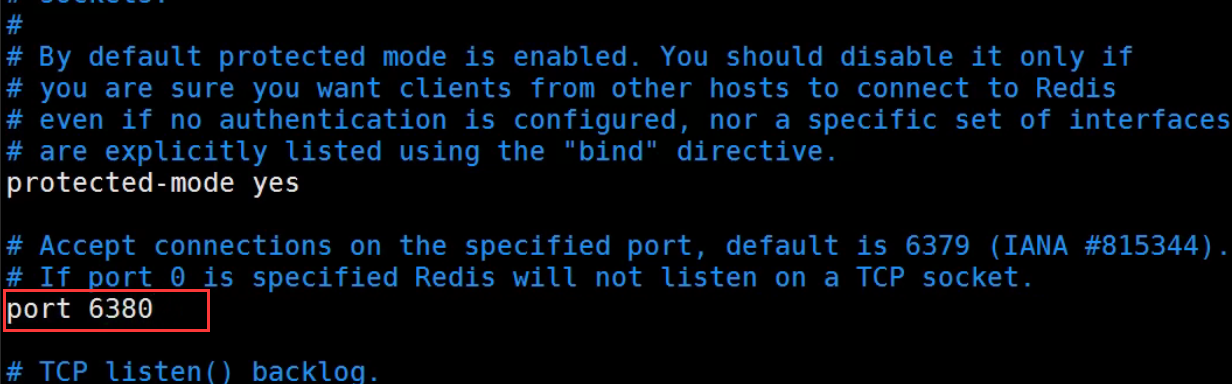 # sockets.
#
# By default protected mode is enabled. You should disable it only if
# you are sure you want clients from other hosts to connect to Redis
# even if no authentication is configured, nor a specific set of interfaces
# are explicitly listed using the "bind" directive.
protected-mode yes
# Accept connections on the specified port, default is 6379 (IANA #815344).
# If port 0 is specified Redis will not listen on a TCP socket.
port 6380
# TCP listen() backlog.